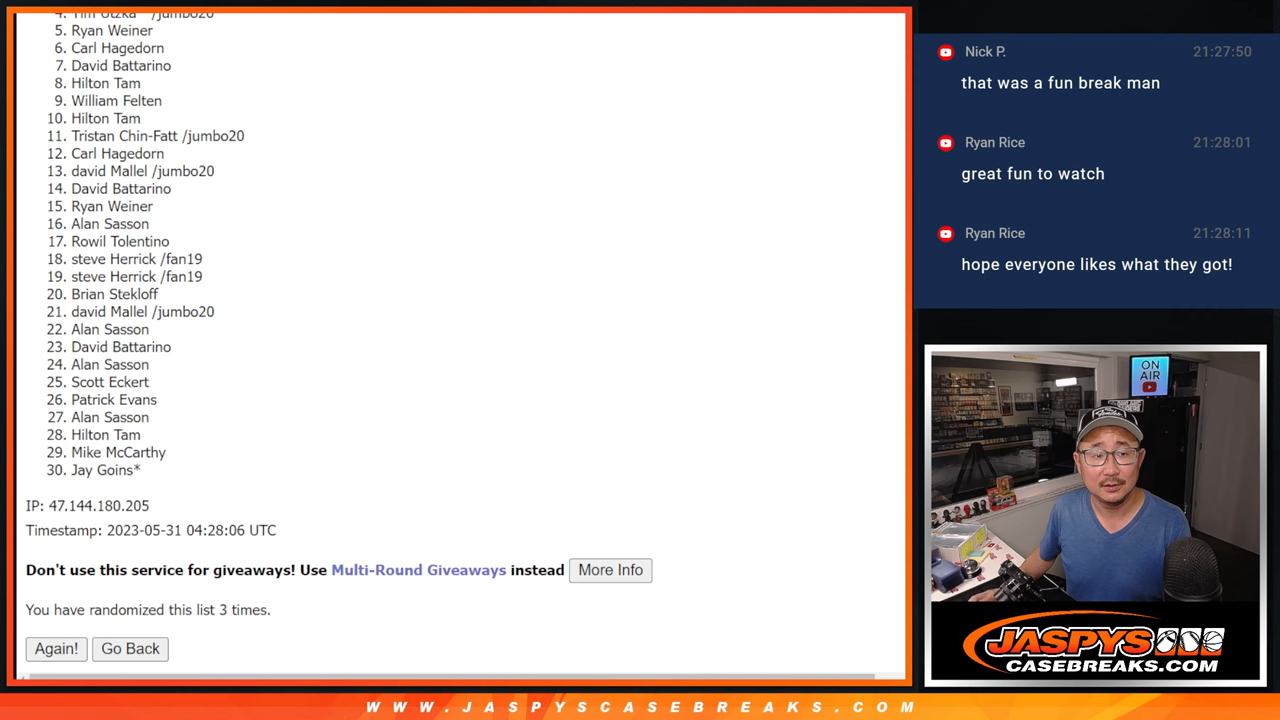 4. Tim Utzka /jumbo20
5. Ryan Weiner
6. Carl Hagedorn
7. David Battarino
8. Hilton Tam
9. William Felten
10. Hilton Tam
11. Tristan Chin-Fatt /jumbo20
12. Carl Hagedorn
13. david Mallel /jumbo20
14. David Battarino
15. Ryan Weiner
16. Alan Sasson
17. Rowil Tolentino
18. steve Herrick /fan19
19. steve Herrick /fan19
20. Brian Stekloff
21. david Mallel /jumbo20
22. Alan Sasson
23. David Battarino
24. Alan Sasson
25. Scott Eckert
26. Patrick Evans
27. Alan Sasson
28. Hilton Tam
29. Mike McCarthy
30. Jay Goins*
IP: 47.144.180.205
Timestamp: 2023-05-31 04:28:06 UTC
Don't use this service for giveaways! Use Multi-Round Giveaways instead More Info
You have randomized this list 3 times.
Again! Go Back
Nick P. 21:27:50
that was a fun break man
Ryan Rice 21:28:01
great fun to watch
Ryan Rice 21:28:11
hope everyone likes what they got!
ON
AIR
JASPYS
CASEBREAKS.COM
WWW.JASPYSCASEBREAKS.COM